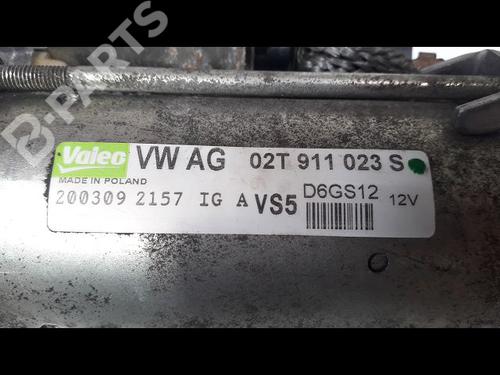 B-PARTS
Valeo VW AG 02T 911 023 S
MADE IN POLAND
200309 2157 IG A VS5 D6GS12 12V